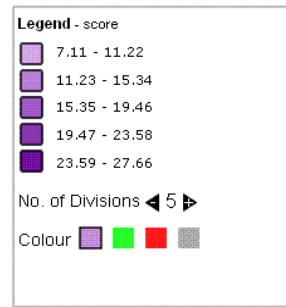 Legend - score
7.11 - 11.22
11.23 - 15.34
15.35 - 19.46
19.47 - 23.58
23.59 - 27.66
No. of Divisions 5
Colour